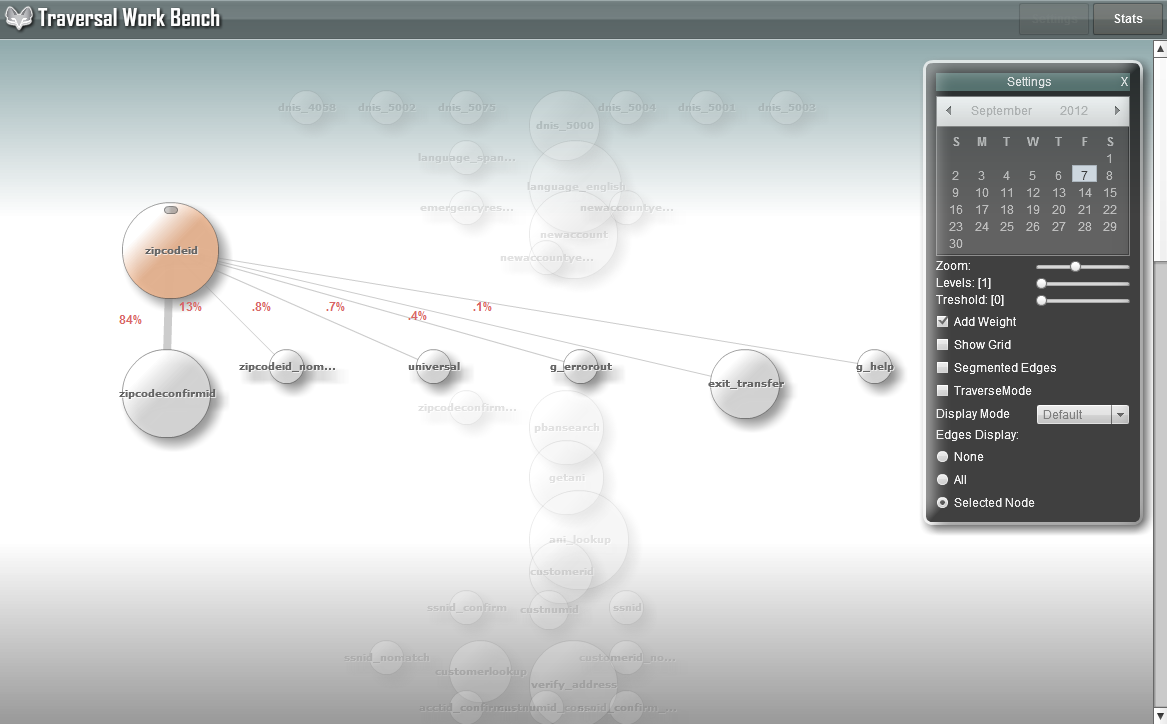 Traversal Work Bench
Settings
Stats
dnis_4058
dnis_5002
dnis_5075
dnis_5000
dnis_5004
dnis_5001
dnis_5003
language_span...
language_english
emergencyres...
newaccountye...
newaccount
newaccountye...
zipcodeid
84%
13%
.8%
.7%
.4%
.1%
zipcodeid_nom...
universal
g_errorout
exit_transfer
g_help
zipcodeconfirmid
zipcodeconfirm...
pbansearch
getani
ani_lookup
customerid
ssnid_confirm
custnumid
ssnid
ssnid_nomatch
customerlookup
customerid_no...
verify_address
Settings X
September 2012
S M T W T F S
1
2 3 4 5 6 7 8
9 10 11 12 13 14 15
16 17 18 19 20 21 22
23 24 25 26 27 28 29
30
Zoom:
Levels: [1]
Treshold: [0]
Add Weight
Show Grid
Segmented Edges
TraverseMode
Display Mode Default
Edges Display:
None
All
Selected Node